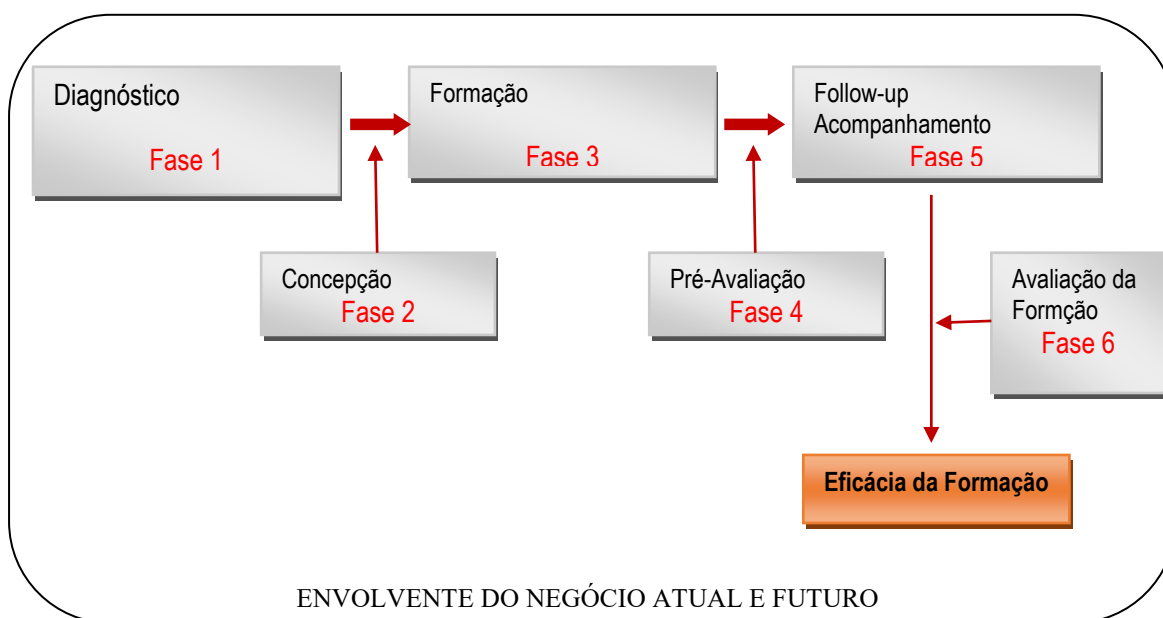 Diagnóstico
Fase 1
Formação
Fase 3
Follow-up
Acompanhamento
Fase 5
Concepção
Fase 2
Pré-Avaliação
Fase 4
Avaliação da
Formção
Fase 6
Eficácia da Formação
ENVOLVENTE DO NEGÓCIO ATUAL E FUTURO